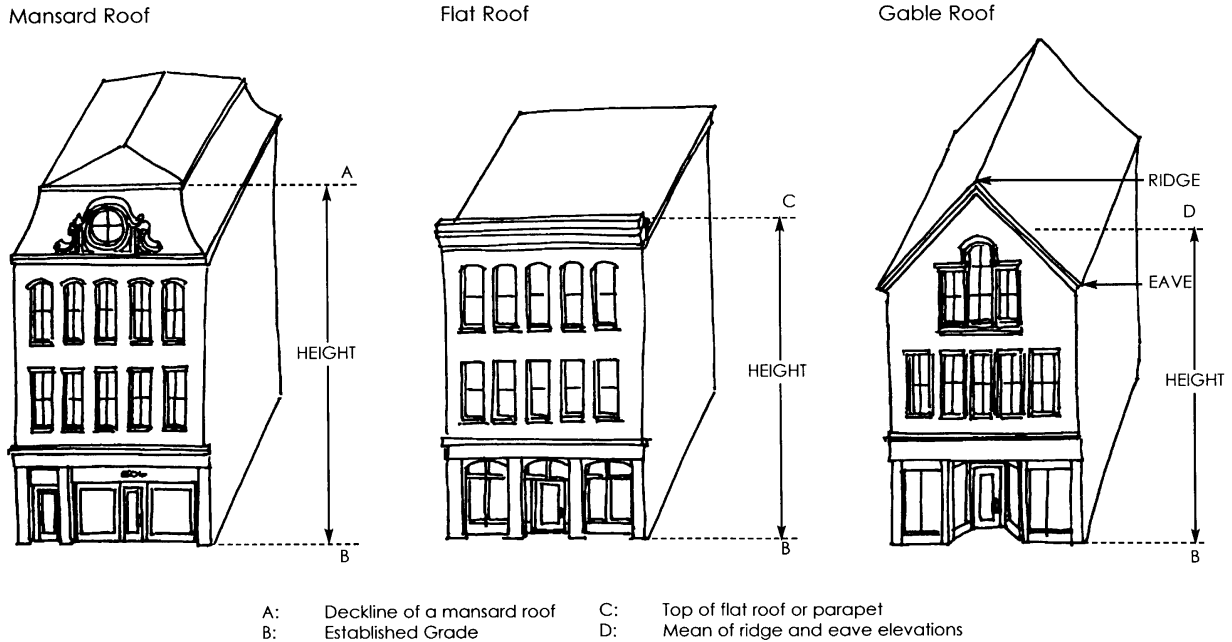 Mansard Roof
Flat Roof
Gable Roof
A
HEIGHT
B
C
HEIGHT
B
RIDGE
D
EAVE
HEIGHT
B
A: Deckline of a mansard roof
B: Established Grade
C: Top of flat roof or parapet
D: Mean of ridge and eave elevations